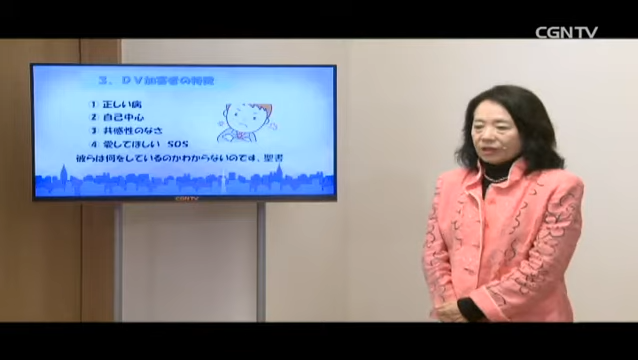 CGNTV
3. DV加害者の特徴
1 正しい病
2 自己中心
3 共感性のなさ
4 愛してほしい SOS
彼らは何をしているのかわからないのです。聖書
CGNTV